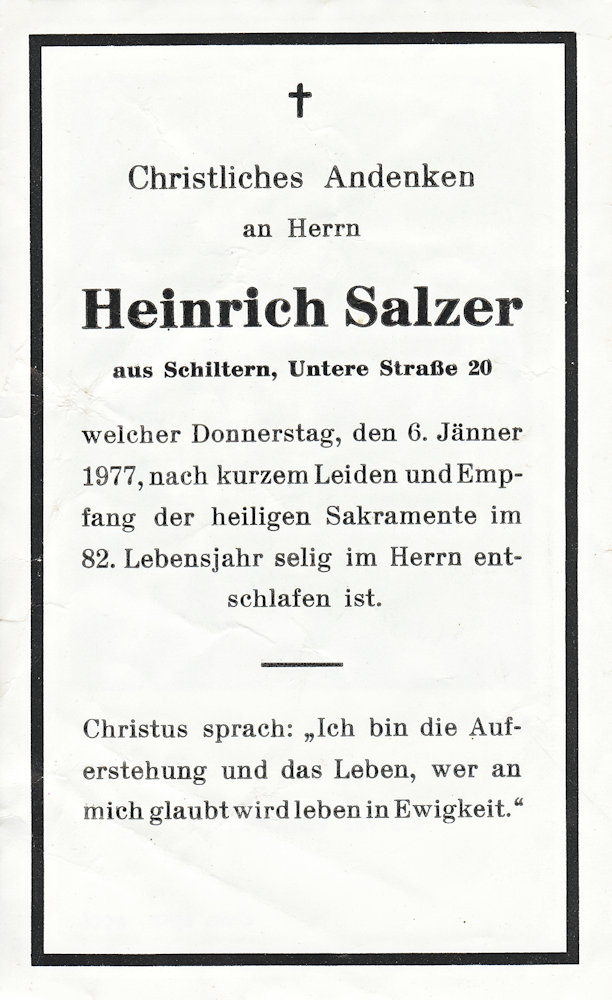 Christliches Andenken
an Herrn
Heinrich Salzer
aus Schiltern, Untere Straße 20
welcher Donnerstag, den 6. Jänner
1977, nach kurzem Leiden und Emp-
fang der heiligen Sakramente im
82. Lebensjahr selig im Herrn ent-
schlafen ist.
Christus sprach: „Ich bin die Auf-
erstehung und das Leben, wer an
mich glaubt wird leben in Ewigkeit.“